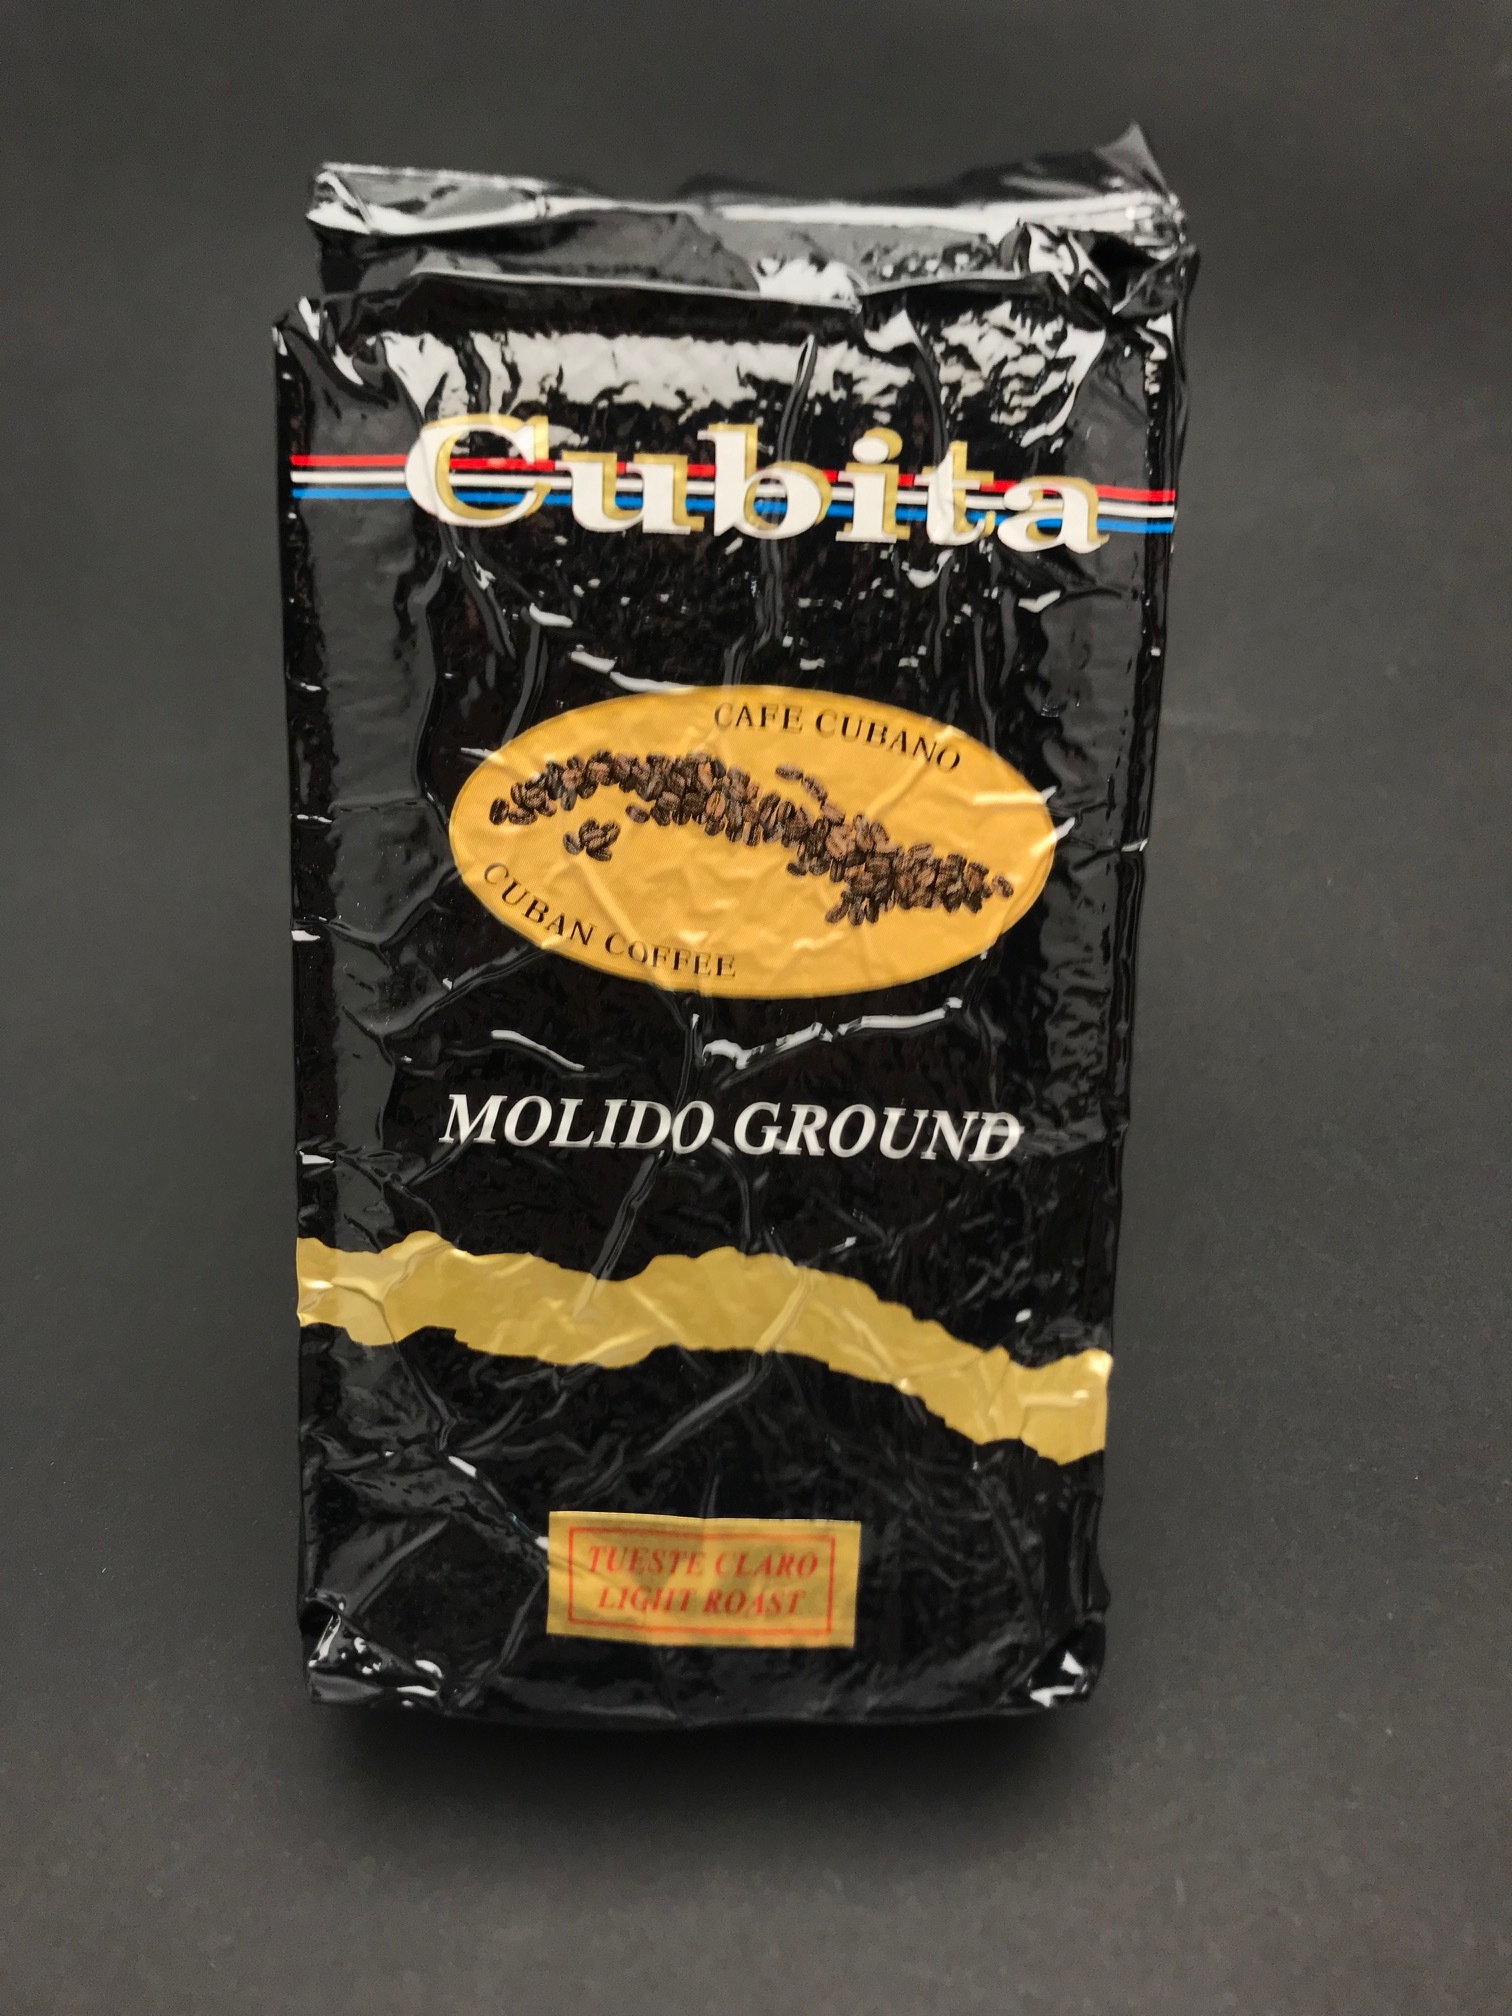 Cubita
CAFE CUBANO
CUBAN COFFEE
MOLIDO GROUND
TUESTE CLARO
LIGHT ROAST